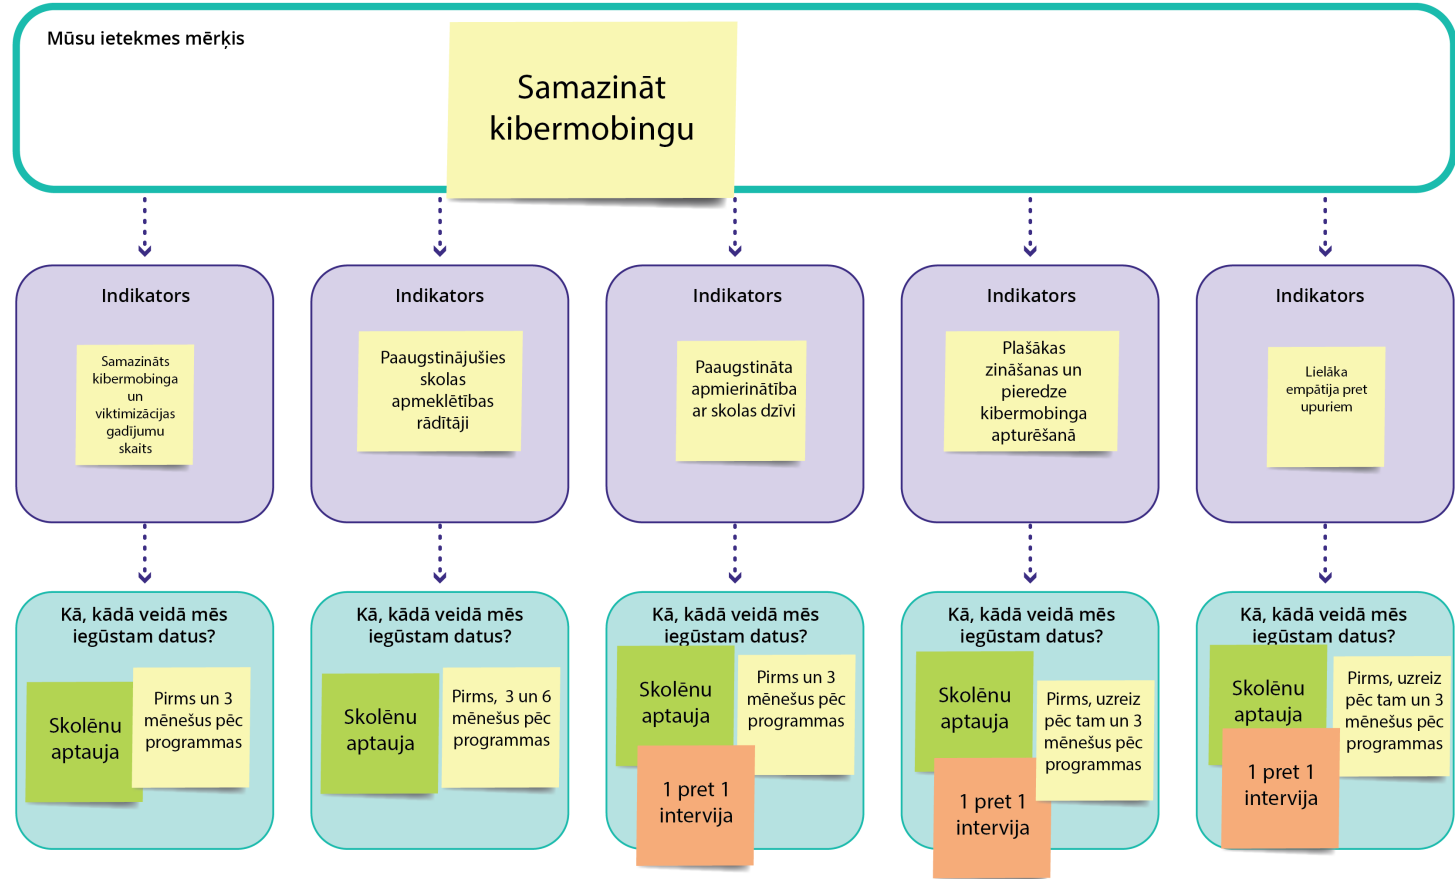 Mūsu ietekmes mērķis
Samazināt
kibermobingu
Indikators
Samazināts
kibermobinga
un
viktimizācijas
gadījumu
skaits
Indikators
Paaugstinājušies
skolas
apmeklētības
rādītāji
Indikators
Paaugstināta
apmierinātība
ar skolas dzīvi
Indikators
Plašākas
zināšanas un
pieredze
kibermobinga
apturēšanā
Indikators
Lielāka
empātija pret
upuriem
Kā, kādā veidā mēs
iegūstam datus?
Skolēnu
aptauja
Pirms un 3
mēnešus pēc
programmas
Kā, kādā veidā mēs
iegūstam datus?
Skolēnu
aptauja
Pirms, 3 un 6
mēnešus pēc
programmas
Kā, kādā veidā mēs
iegūstam datus?
Skolēnu
aptauja
Pirms un 3
mēnešus pēc
programmas
1 pret 1
intervija
Kā, kādā veidā mēs
iegūstam datus?
Skolēnu
aptauja
Pirms, uzreiz
pēc tam un 3
mēnešus pēc
programmas
1 pret 1
intervija
Kā, kādā veidā mēs
iegūstam datus?
Skolēnu
aptauja
Pirms, uzreiz
pēc tam un 3
mēnešus pēc
programmas
1 pret 1
intervija